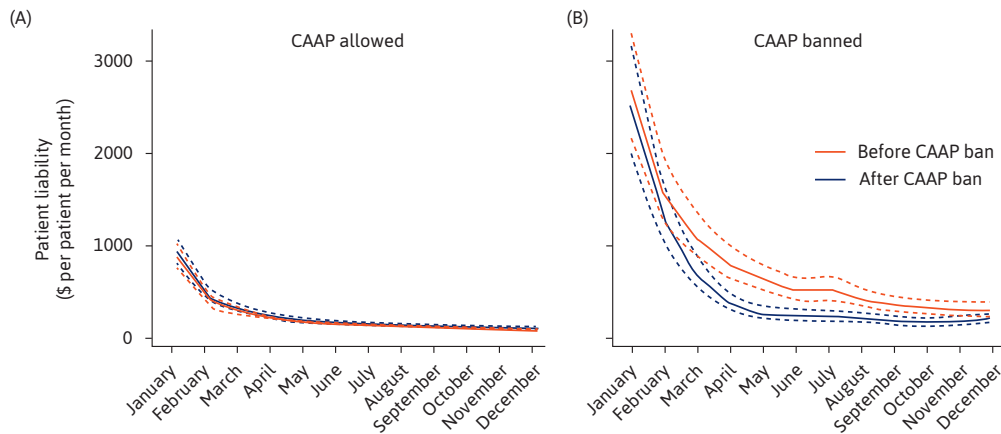 (A)
CAAP allowed
Patient liability
($ per patient per month)
3000
2000
1000
0
January
February
March
April
May
June
July
August
September
October
November
December
(B)
CAAP banned
Before CAAP ban
After CAAP ban
January
February
March
April
May
June
July
August
September
October
November
December